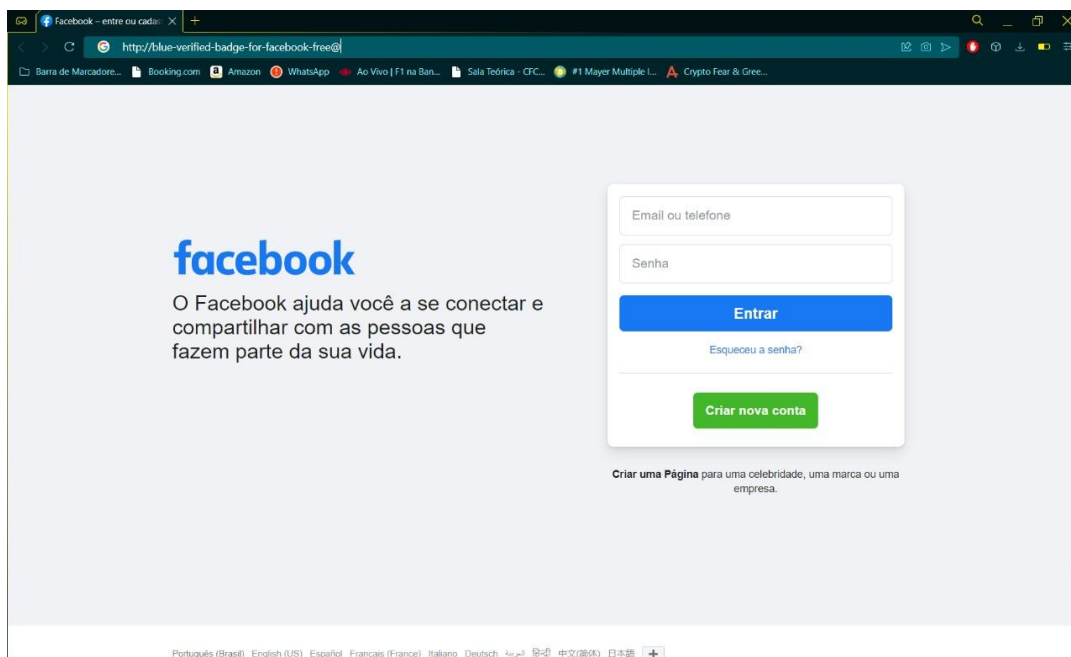 Facebook – entre ou cadas
http://blue-verified-badge-for-facebook-free@
Barra de Marcadore... Booking.com Amazon WhatsApp Ao Vivo | F1 na Ban... Sala Teórica - CFC... #1 Mayer Multiple I... Crypto Fear & Gree...
Email ou telefone
facebook
Senha
O Facebook ajuda você a se conectar e
compartilhar com as pessoas que
fazem parte da sua vida.
Entrar
Esqueceu a senha?
Criar nova conta
Criar uma Página para uma celebridade, uma marca ou uma
empresa.
Português (Brasil) English (US) Español Français (France) Italiano Deutsch العربية हिन्दी 中文(简体) 日本語